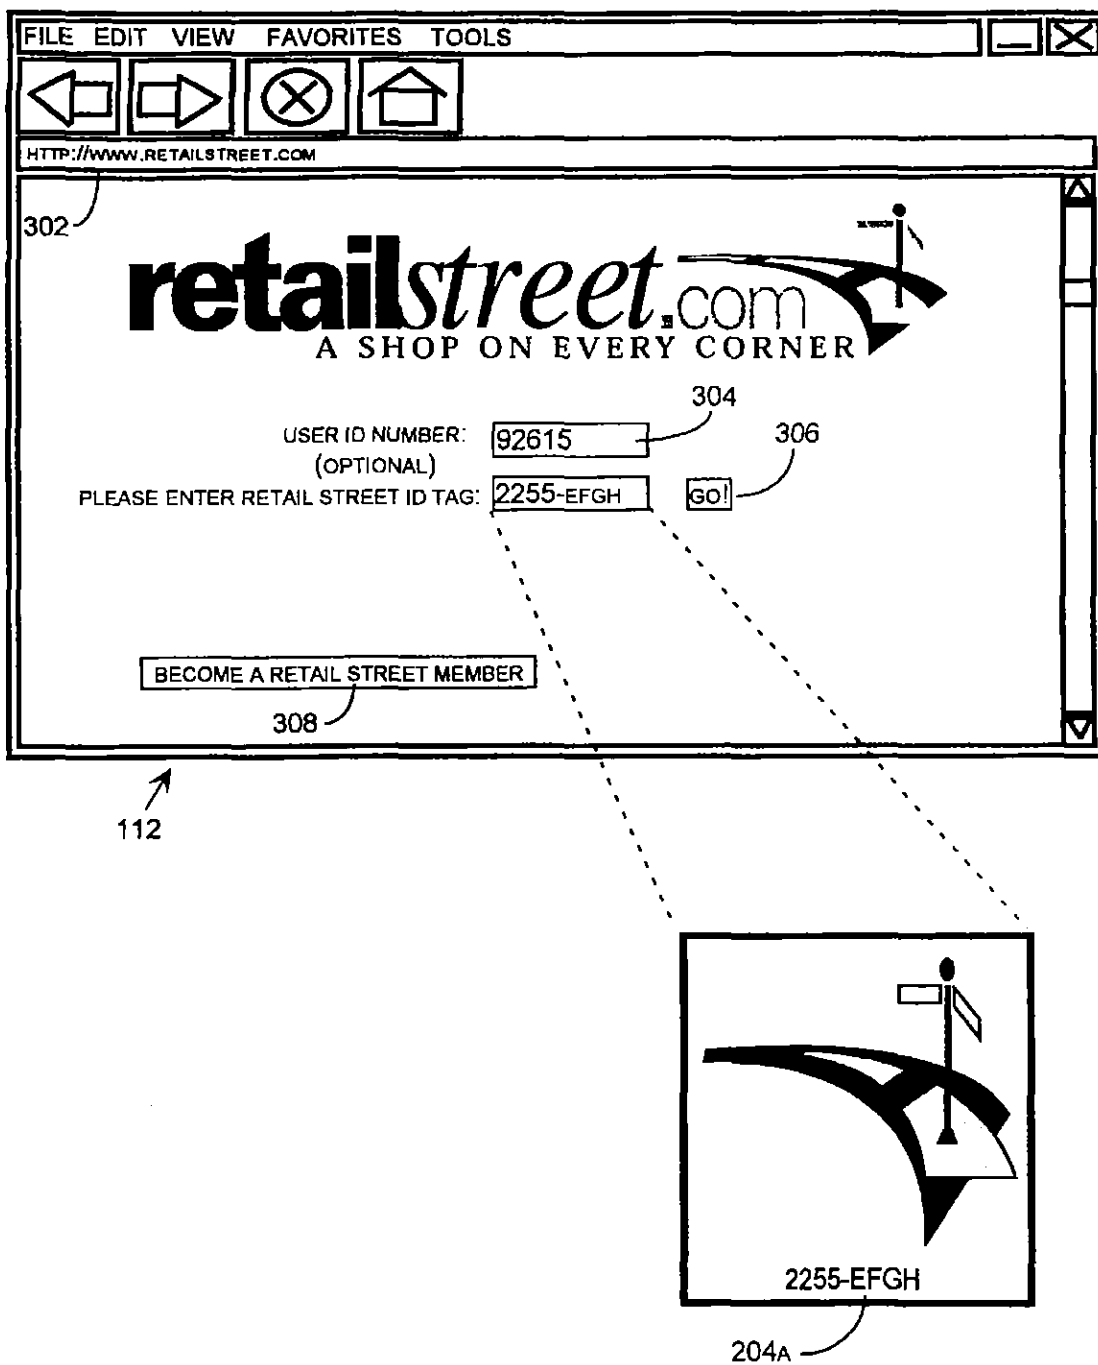 FILE EDIT VIEW FAVORITES TOOLS
HTTP://WWW.RETAILSTREET.COM
302
retailstreet.com
A SHOP ON EVERY CORNER
304
USER ID NUMBER: 92615
306
(OPTIONAL)
PLEASE ENTER RETAIL STREET ID TAG: 2255-EFGH GO!
BECOME A RETAIL STREET MEMBER
308
112
2255-EFGH
204A